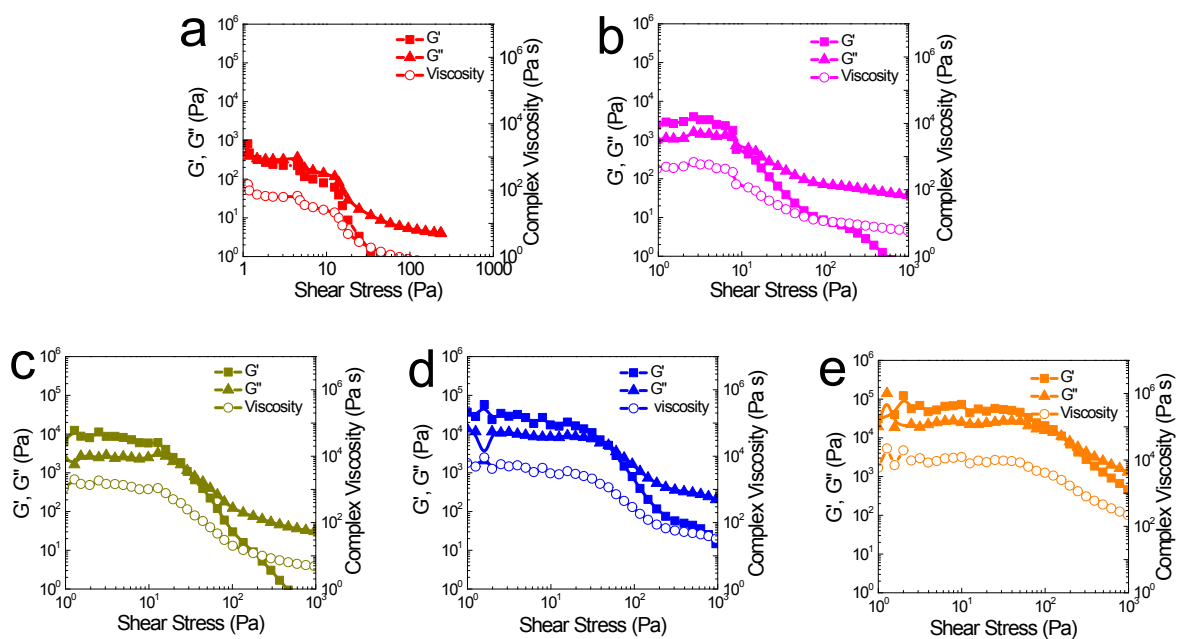 a
10⁶
10⁵
10⁴
10³
10²
10¹
10⁰
G', G" (Pa)
G'
G"
Viscosity
10⁶
10⁴
10²
10⁰
Complex Viscosity (Pa s)
1 10 100 1000
Shear Stress (Pa)
b
10⁶
10⁵
10⁴
10³
10²
10¹
10⁰
G', G" (Pa)
G'
G"
Viscosity
10⁶
10⁴
10²
10⁰
Complex Viscosity (Pa s)
10⁰ 10¹ 10² 10³
Shear Stress (Pa)
c
10⁶
10⁵
10⁴
10³
10²
10¹
10⁰
G', G" (Pa)
G'
G"
Viscosity
10⁶
10⁴
10²
10⁰
Complex Viscosity (Pa s)
10⁰ 10¹ 10² 10³
Shear Stress (Pa)
d
10⁶
10⁵
10⁴
10³
10²
10¹
10⁰
G', G" (Pa)
G'
G"
viscosity
10⁶
10⁴
10²
10⁰
Complex Viscosity (Pa s)
10⁰ 10¹ 10² 10³
Shear Stress (Pa)
e
10⁶
10⁵
10⁴
10³
10²
10¹
10⁰
G', G" (Pa)
G'
G"
Viscosity
10⁶
10⁴
10²
10⁰
Complex Viscosity (Pa s)
10⁰ 10¹ 10² 10³
Shear Stress (Pa)